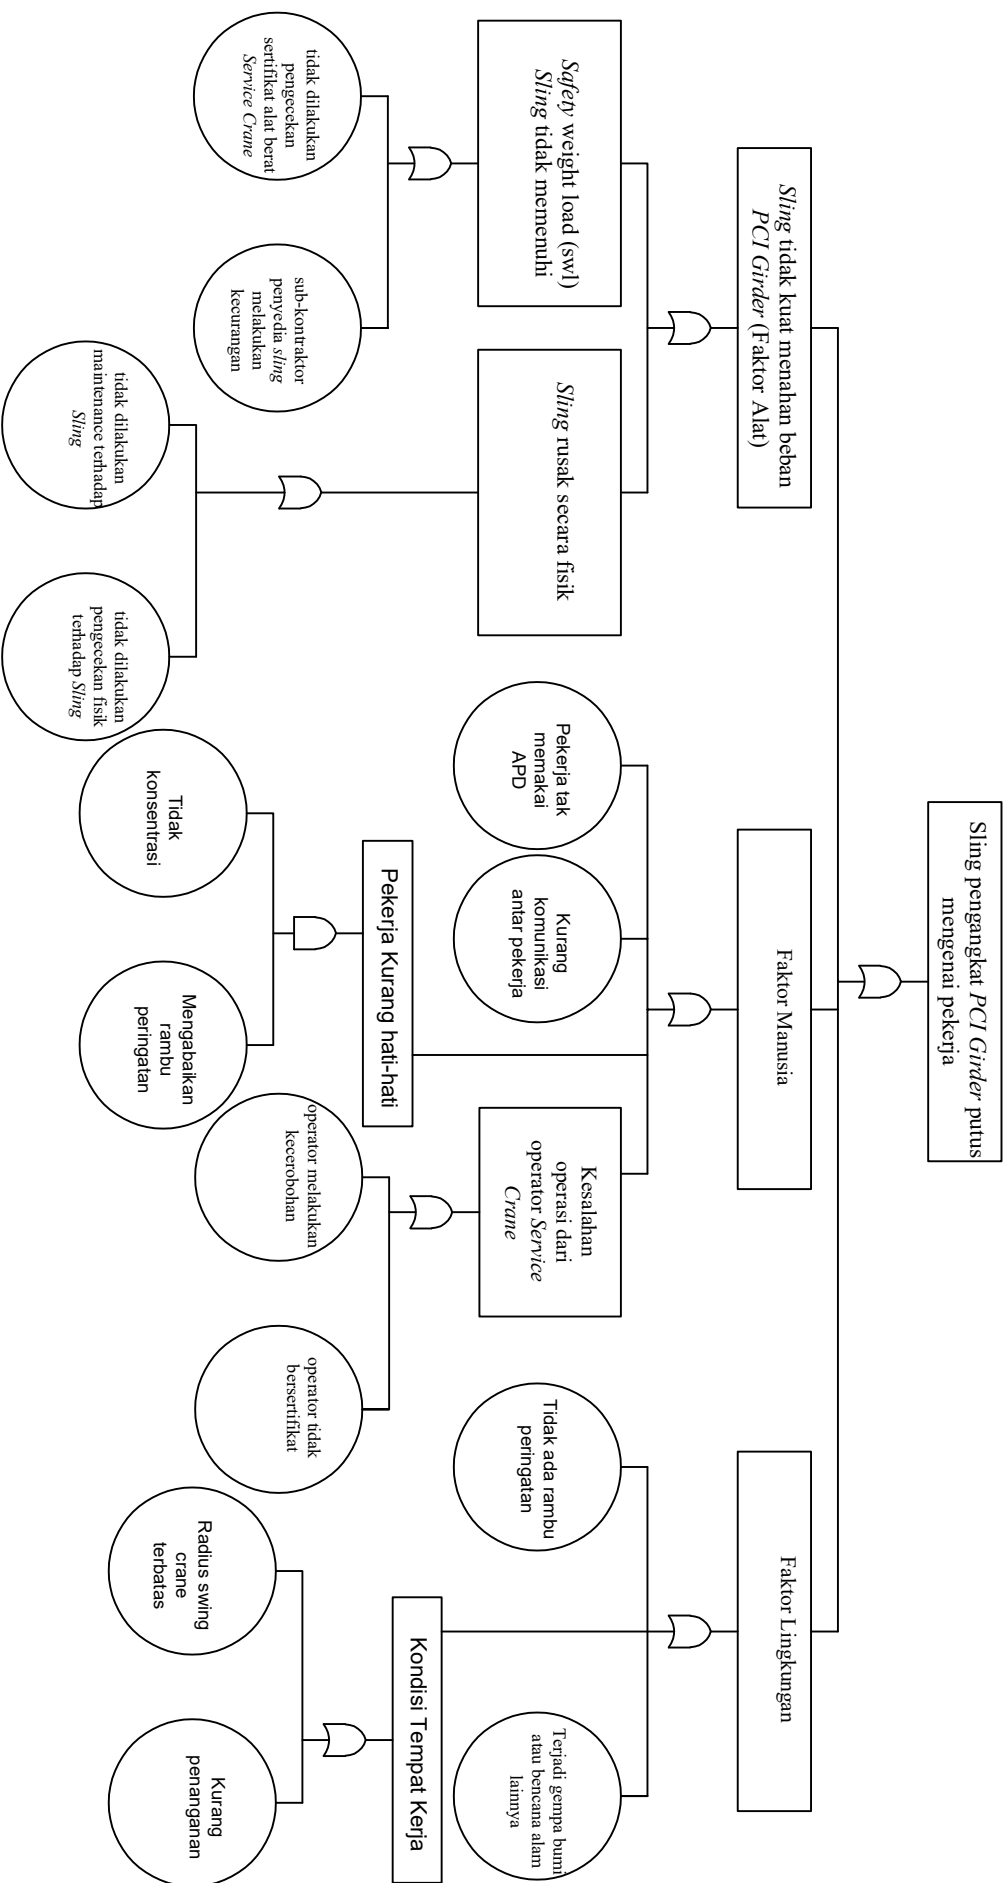 Sling pengangkat PCI Girder putus
mengenai pekerja
Sling tidak kuat menahan beban
PCI Girder (Faktor Alat)
Faktor Manusia
Faktor Lingkungan
Safety weight load (swl)
Sling tidak memenuhi
Sling rusak secara fisik
Pekerja tak
memakai
APD
Kurang
komunikasi
antar pekerja
Kesalahan
operasi dari
operator Service
Crane
Tidak ada rambu
peringatan
Terjadi gempa bumi
atau bencana alam
lainnya
Pekerja Kurang hati-hati
Kondisi Tempat Kerja
tidak dilakukan
pengecekan
sertifikat alat berat
Service Crane
sub-kontraktor
penyedia sling
melakukan
kecurangan
operator melakukan
kecerobohan
operator tidak
bersertifikat
Radius swing
crane
terbatas
Kurang
penanganan
Tidak
konsentrasi
Mengabaikan
rambu
peringatan
tidak dilakukan
maintenance terhadap
Sling
tidak dilakukan
pengecekan fisik
terhadap Sling